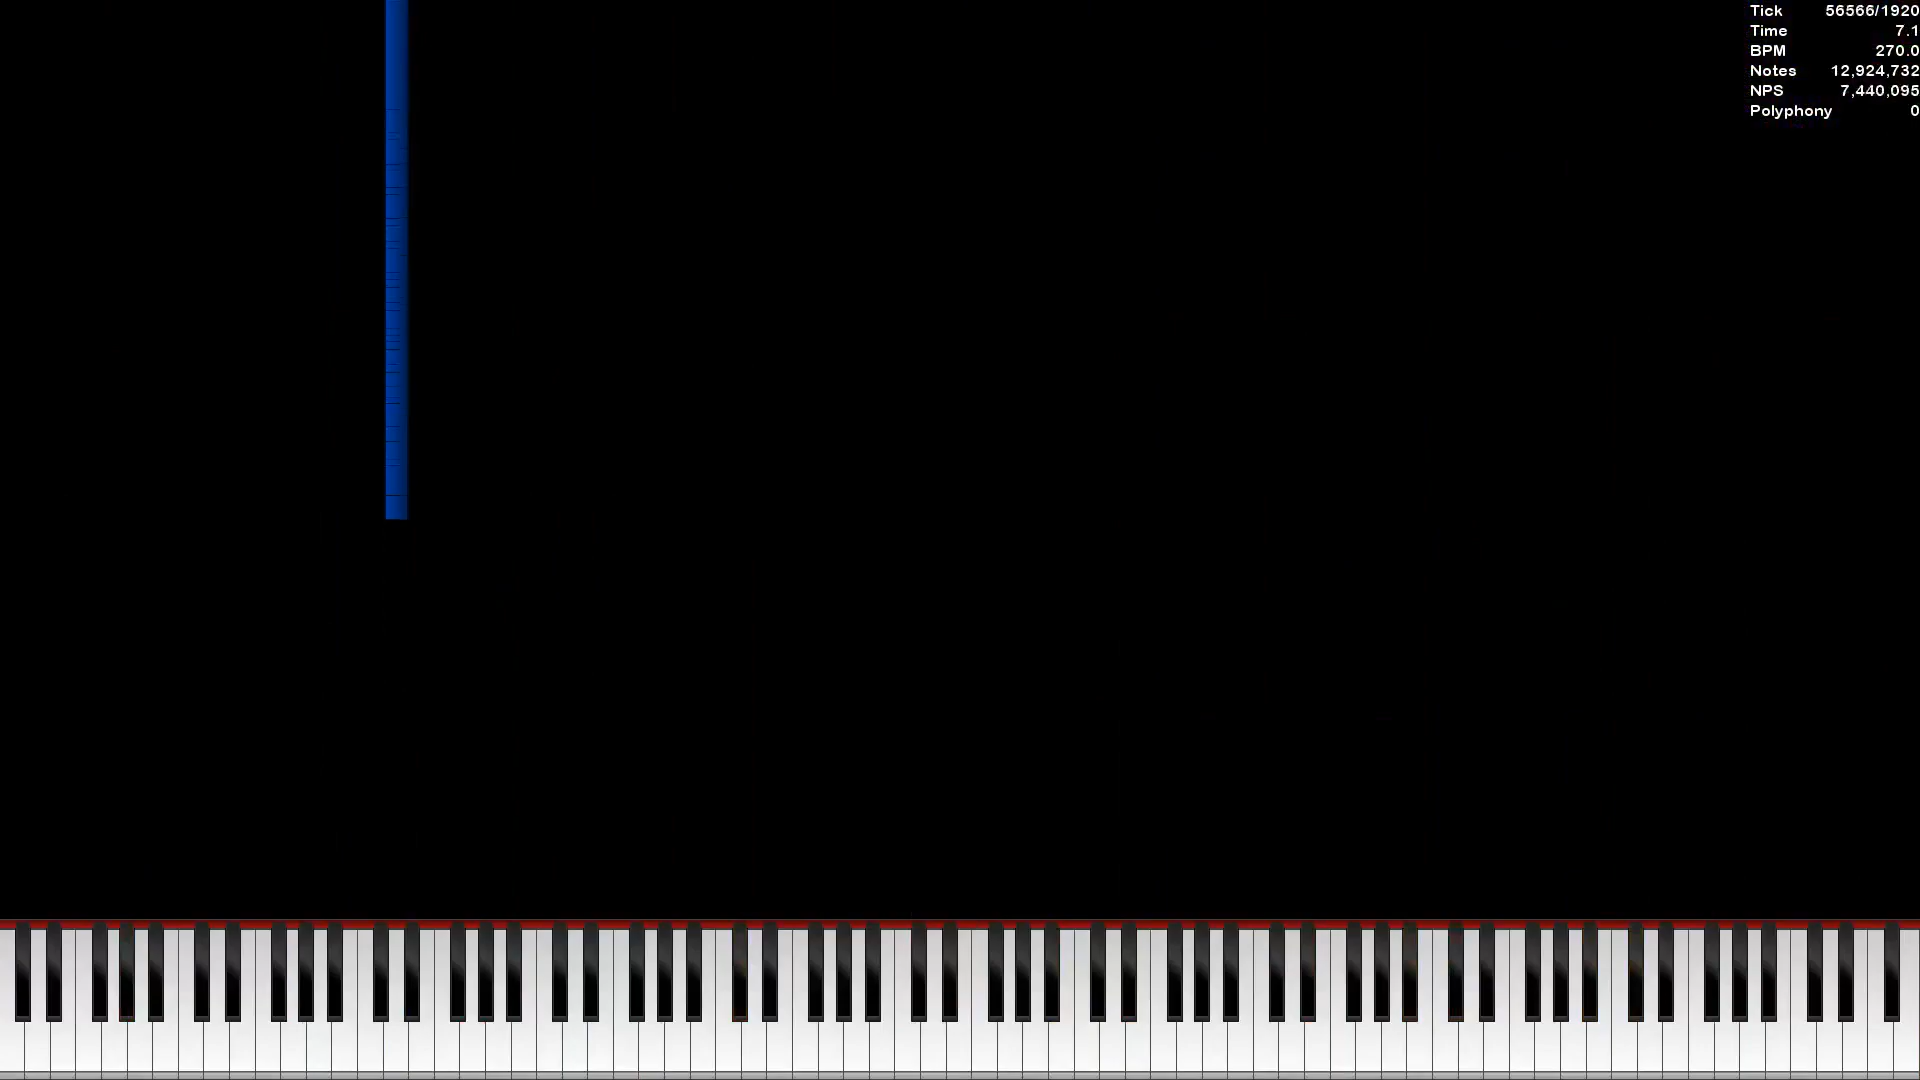 Tick 56566/1920
Time 7.1
BPM 270.0
Notes 12,924,732
NPS 7,440,095
Polyphony 0